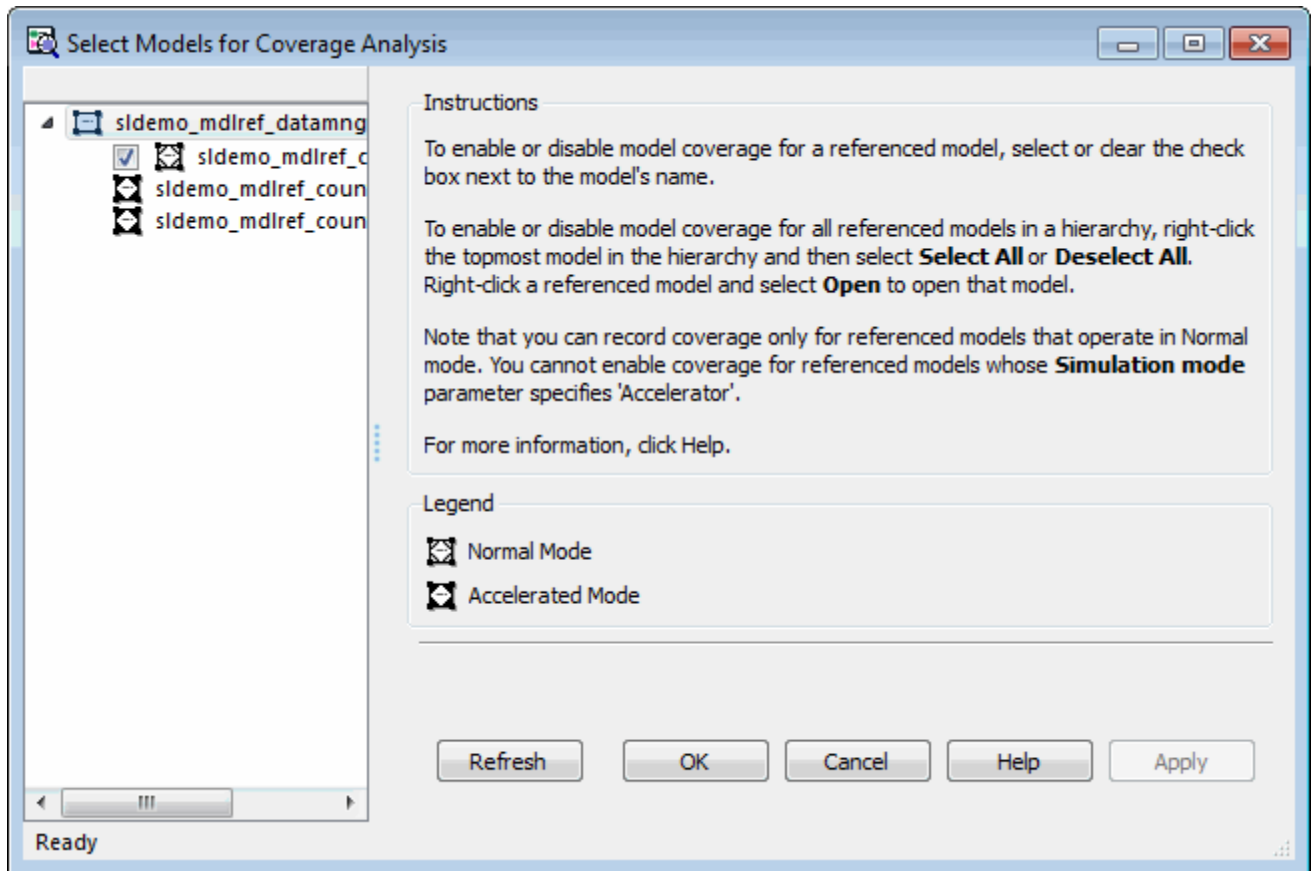 Select Models for Coverage Analysis
sldemo_mdlref_datamng
sldemo_mdlref_c
sldemo_mdlref_coun
sldemo_mdlref_coun
Instructions
To enable or disable model coverage for a referenced model, select or clear the check
box next to the model's name.
To enable or disable model coverage for all referenced models in a hierarchy, right-click
the topmost model in the hierarchy and then select Select All or Deselect All.
Right-click a referenced model and select Open to open that model.
Note that you can record coverage only for referenced models that operate in Normal
mode. You cannot enable coverage for referenced models whose Simulation mode
parameter specifies 'Accelerator'.
For more information, click Help.
Legend
Normal Mode
Accelerated Mode
Refresh
OK
Cancel
Help
Apply
Ready